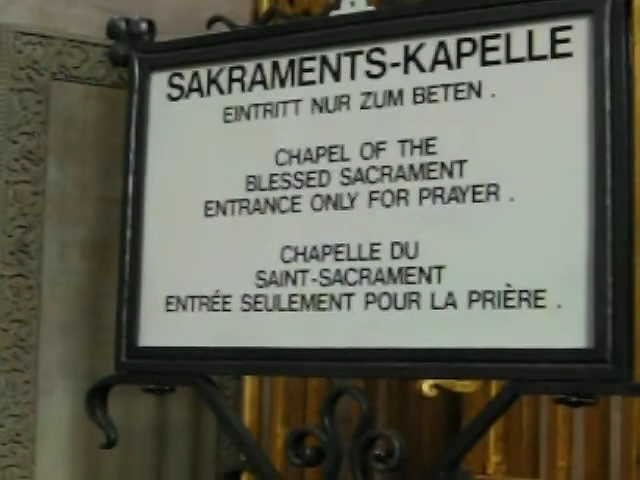 SAKRAMENTS-KAPELLE
EINTRITT NUR ZUM BETEN .
CHAPEL OF THE
BLESSED SACRAMENT
ENTRANCE ONLY FOR PRAYER .
CHAPELLE DU
SAINT-SACRAMENT
ENTRÉE SEULEMENT POUR LA PRIÈRE .